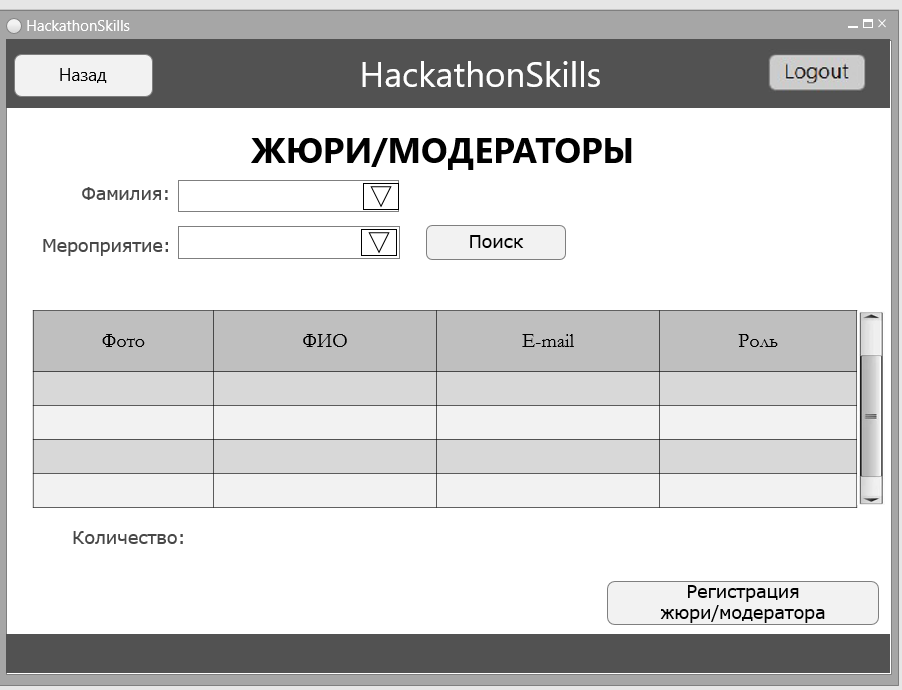 HackathonSkills
Назад
HackathonSkills
Logout
ЖЮРИ/МОДЕРАТОРЫ
Фамилия:
Мероприятие:
Поиск
Фото ФИО E-mail Роль
Количество:
Регистрация
жюри/модератора